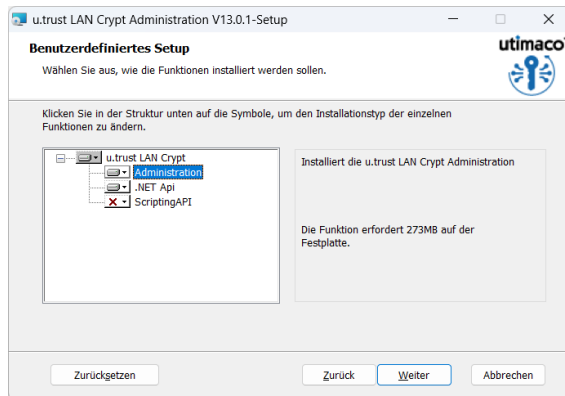 u.trust LAN Crypt Administration V13.0.1-Setup
Benutzerdefiniertes Setup
utimaco
Wählen Sie aus, wie die Funktionen installiert werden sollen.
Klicken Sie in der Struktur unten auf die Symbole, um den Installationstyp der einzelnen
Funktionen zu ändern.
u.trust LAN Crypt
Administration
.NET Api
ScriptingAPI
Installiert die u.trust LAN Crypt Administration
Die Funktion erfordert 273MB auf der
Festplatte.
Zurücksetzen
Zurück
Weiter
Abbrechen